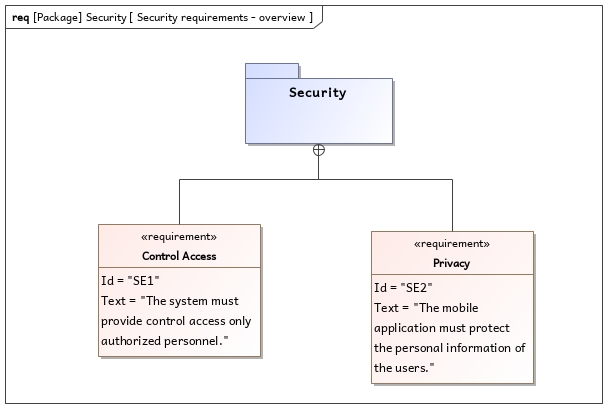 req [Package] Security [ Security requirements - overview ]
Security
«requirement»
Control Access
Id = "SE1"
Text = "The system must
provide control access only
authorized personnel."
«requirement»
Privacy
Id = "SE2"
Text = "The mobile
application must protect
the personal information of
the users."